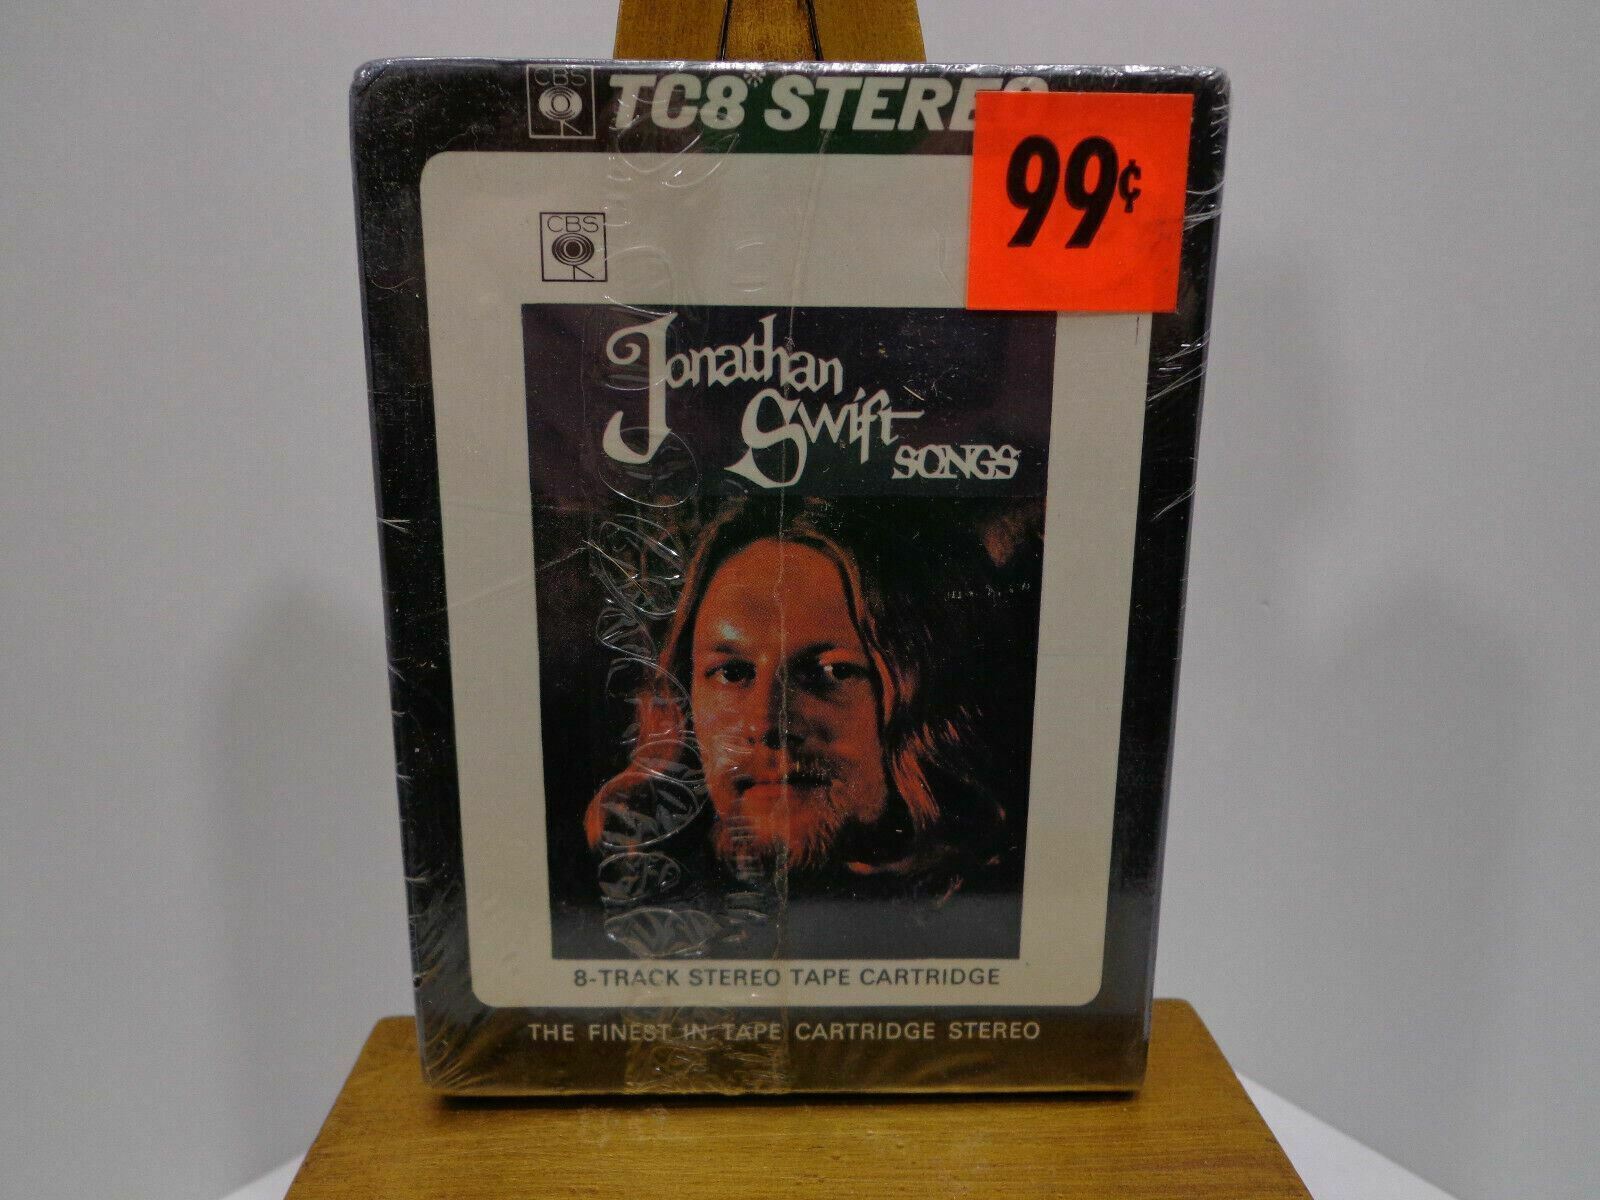 CBS
TC8 STEREO
99¢
CBS
Jonathan
Swift
SONGS
8-TRACK STEREO TAPE CARTRIDGE
THE FINEST IN TAPE CARTRIDGE STEREO